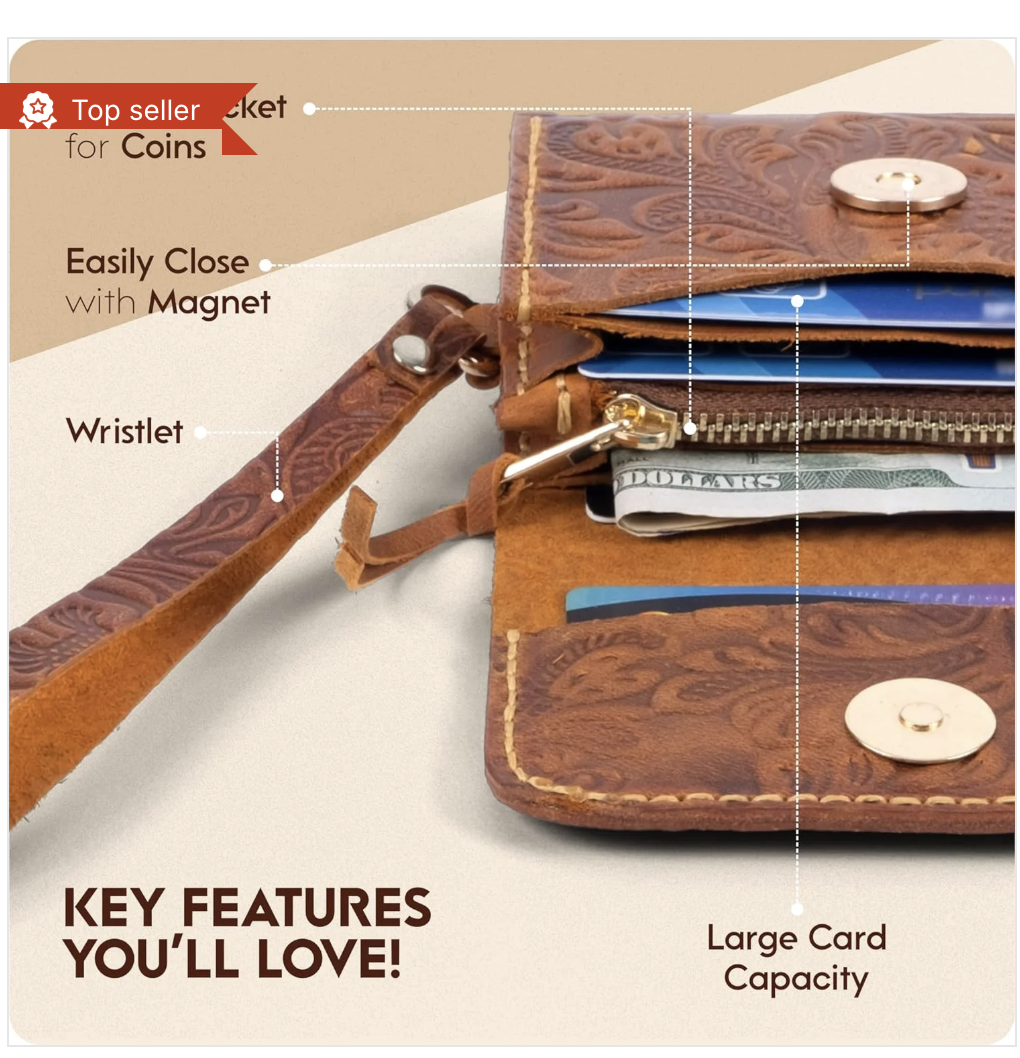 Top seller
for Coins
Easily Close
with Magnet
Wristlet
DOLLARS
KEY FEATURES
YOU'LL LOVE!
Large Card
Capacity